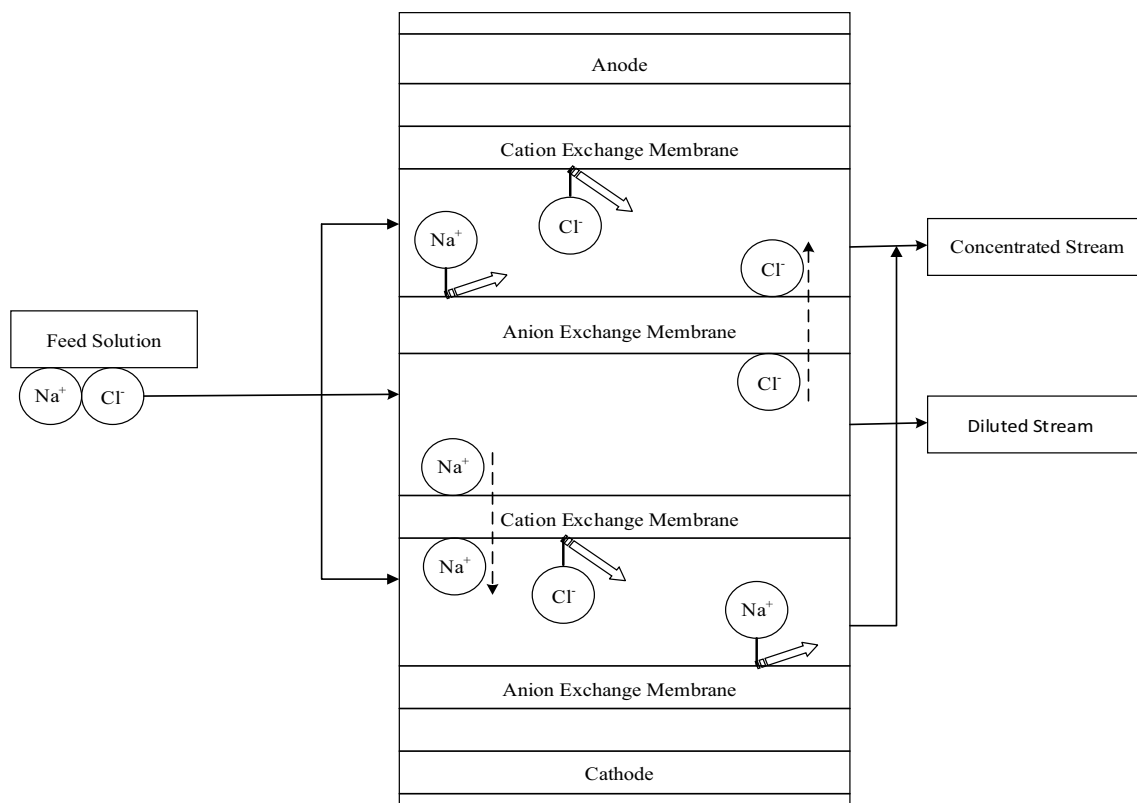 Anode
Cation Exchange Membrane
Cl⁻
Na⁺
Cl⁻
Concentrated Stream
Anion Exchange Membrane
Feed Solution
Na⁺
Cl⁻
Cl⁻
Diluted Stream
Na⁺
Cation Exchange Membrane
Na⁺
Cl⁻
Na⁺
Anion Exchange Membrane
Cathode